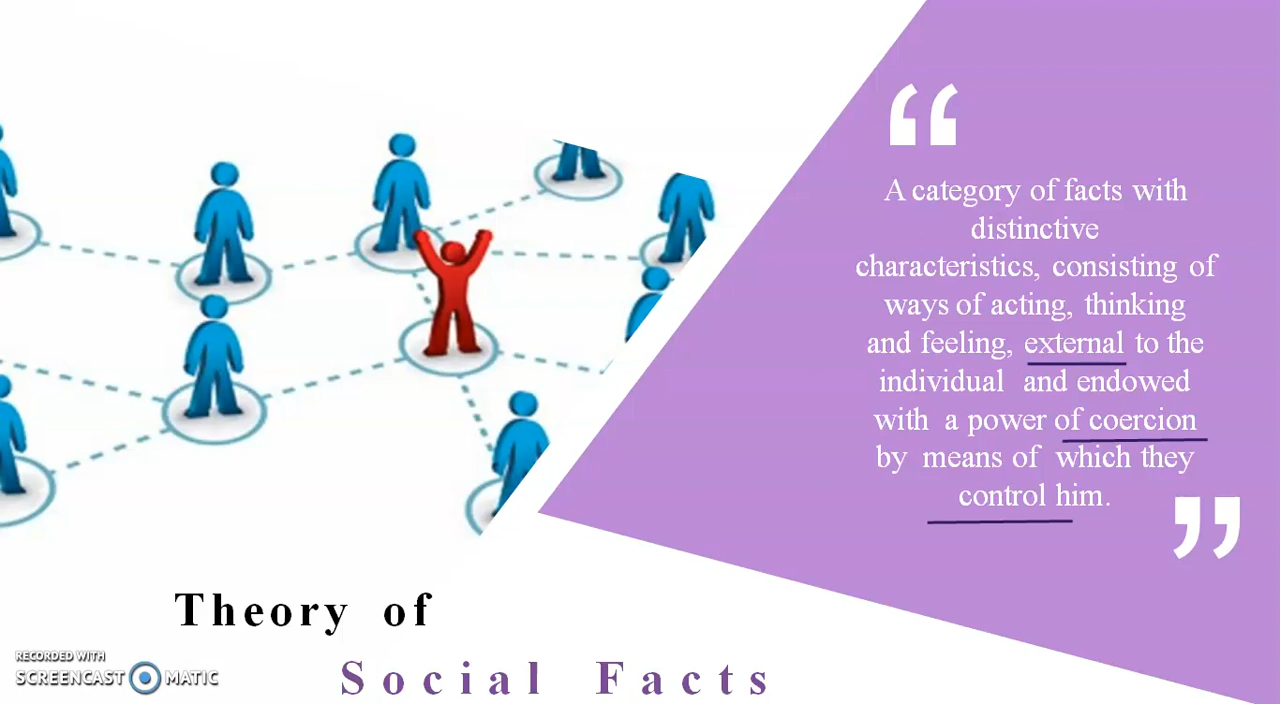 “
A category of facts with
distinctive
characteristics, consisting of
ways of acting, thinking
and feeling, external to the
individual and endowed
with a power of coercion
by means of which they
control him.
”
Theory of
Social Facts
RECORDED WITH
SCREENCAST MATIC